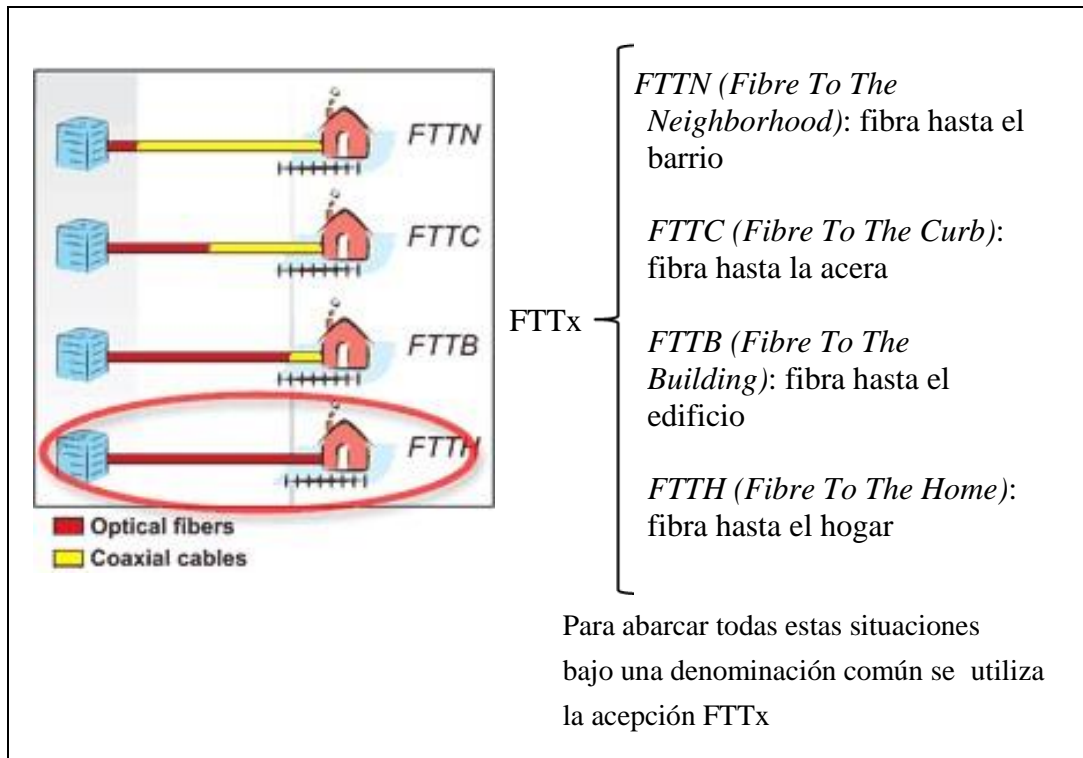 FTTN
FTTC
FTTB
FTTH
Optical fibers
Coaxial cables
FTTx
FTTN (Fibre To The
Neighborhood): fibra hasta el
barrio
FTTC (Fibre To The Curb):
fibra hasta la acera
FTTB (Fibre To The
Building): fibra hasta el
edificio
FTTH (Fibre To The Home):
fibra hasta el hogar
Para abarcar todas estas situaciones
bajo una denominación común se utiliza
la acepción FTTx